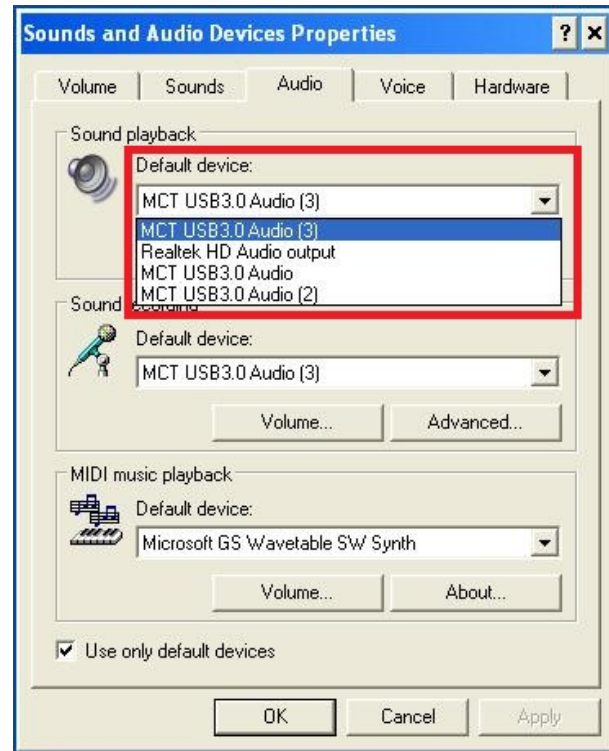 Sounds and Audio Devices Properties
Volume
Sounds
Audio
Voice
Hardware
Sound playback
Default device:
MCT USB3.0 Audio (3)
MCT USB3.0 Audio (3)
Realtek HD Audio output
MCT USB3.0 Audio
MCT USB3.0 Audio (2)
Sound recording
Default device:
MCT USB3.0 Audio (3)
Volume...
Advanced...
MIDI music playback
Default device:
Microsoft GS Wavetable SW Synth
Volume...
About...
Use only default devices
OK
Cancel
Apply